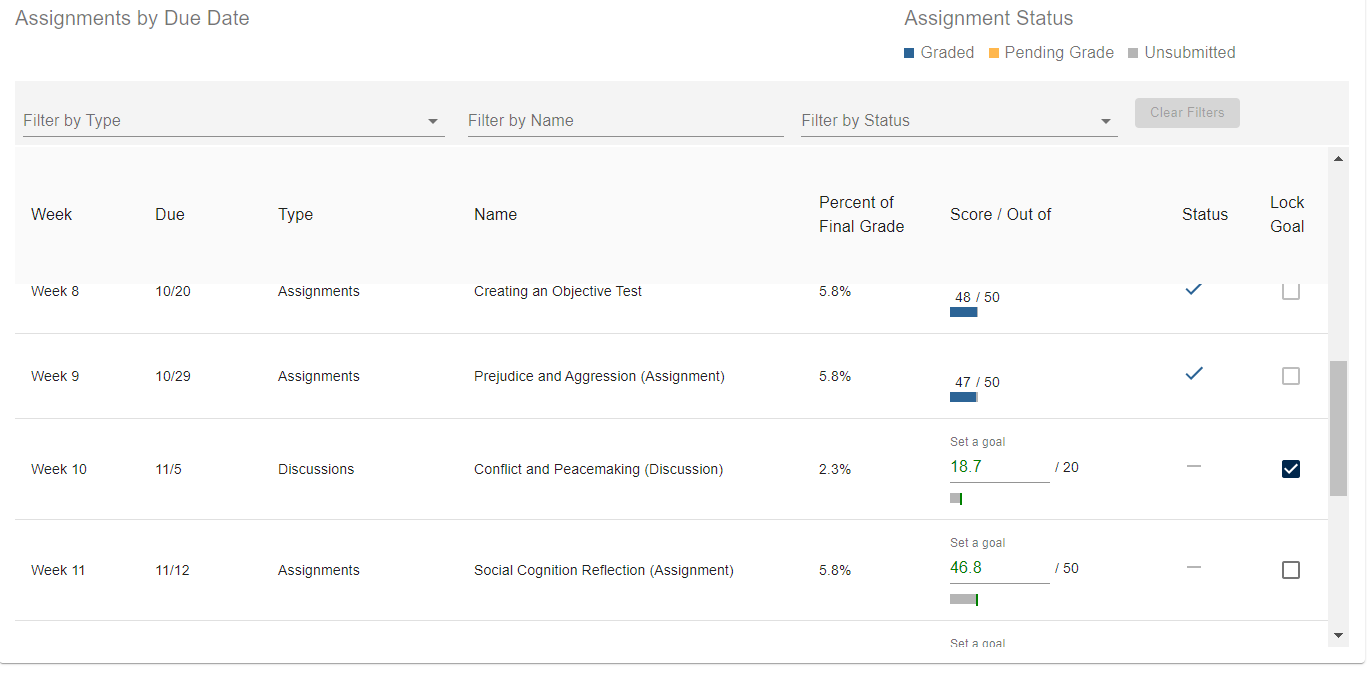 Assignments by Due Date
Assignment Status
Graded Pending Grade Unsubmitted
Filter by Type Filter by Name Filter by Status Clear Filters
Week Due Type Name Percent of Final Grade Score / Out of Status Lock Goal
Week 8 10/20 Assignments Creating an Objective Test 5.8% 48 / 50
Week 9 10/29 Assignments Prejudice and Aggression (Assignment) 5.8% 47 / 50
Set a goal
Week 10 11/5 Discussions Conflict and Peacemaking (Discussion) 2.3% 18.7 / 20
Set a goal
Week 11 11/12 Assignments Social Cognition Reflection (Assignment) 5.8% 46.8 / 50
Set a goal